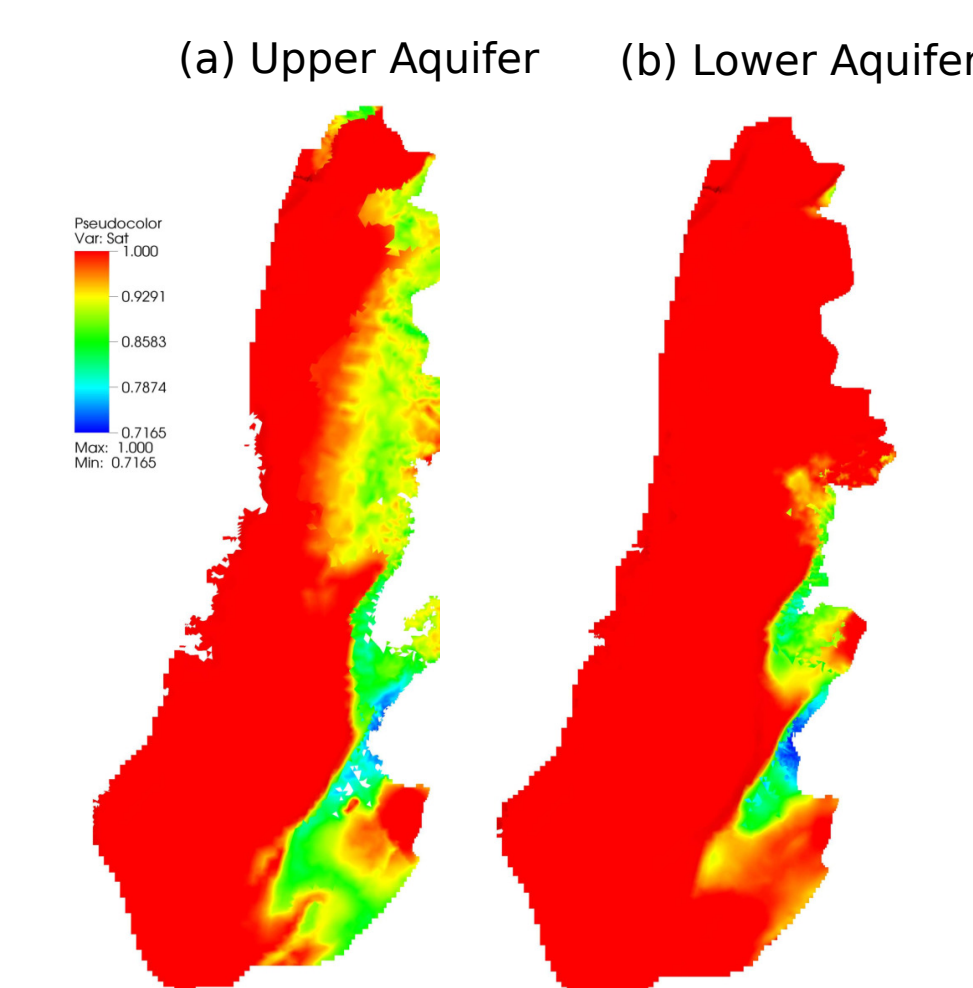 (a) Upper Aquifer
(b) Lower Aquifer
Pseudocolor
Var: Sat
1.000
0.9291
0.8583
0.7874
0.7165
Max: 1.000
Min: 0.7165